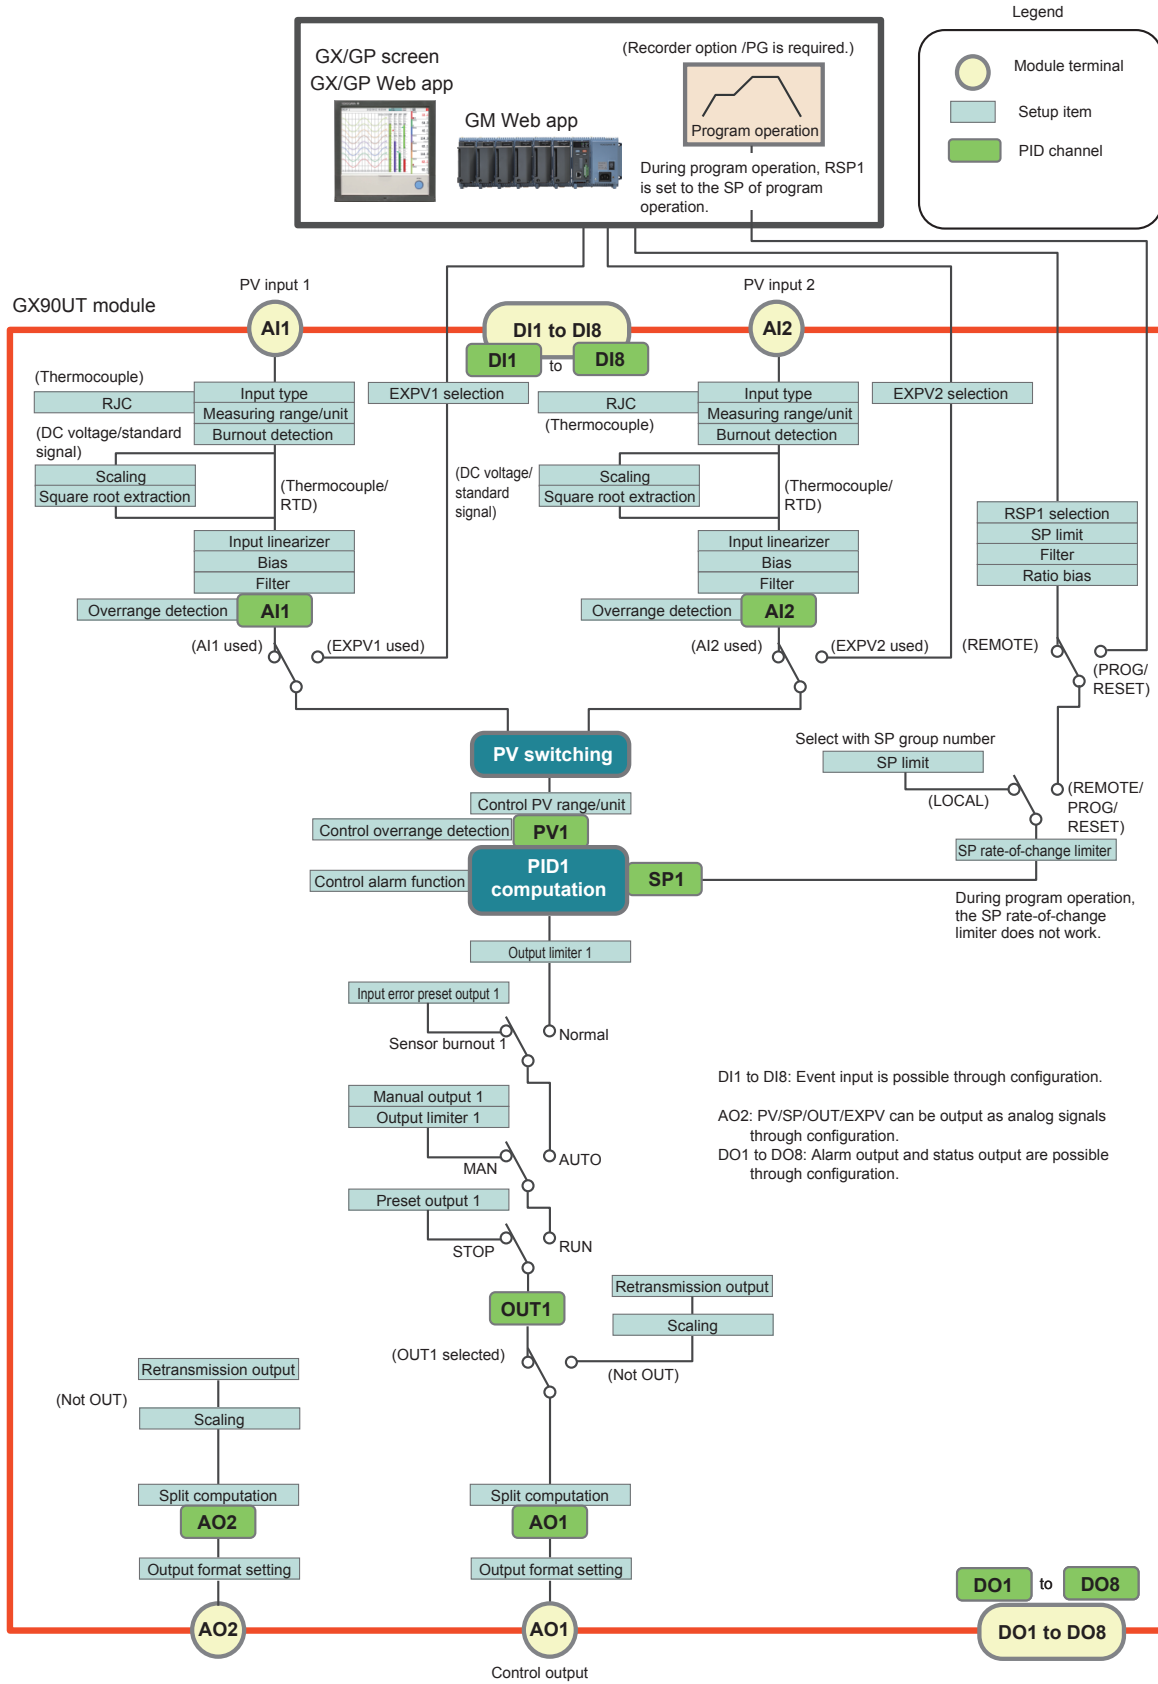 Legend
Module terminal
Setup item
PID channel
GX/GP screen
GX/GP Web app
GM Web app
(Recorder option /PG is required.)
Program operation
During program operation, RSP1
is set to the SP of program
operation.
GX90UT module
PV input 1
PV input 2
AI1
DI1 to DI8
DI1
to
DI8
AI2
(Thermocouple)
RJC
Input type
Measuring range/unit
Burnout detection
(DC voltage/standard
signal)
Scaling
Square root extraction
(Thermocouple/
RTD)
Input linearizer
Bias
Filter
Overrange detection
AI1
(AI1 used)
(EXPV1 used)
EXPV1 selection
RJC
(Thermocouple)
Input type
Measuring range/unit
Burnout detection
(DC voltage/
standard
signal)
Scaling
Square root extraction
(Thermocouple/
RTD)
Input linearizer
Bias
Filter
Overrange detection
AI2
(AI2 used)
(EXPV2 used)
EXPV2 selection
RSP1 selection
SP limit
Filter
Ratio bias
(REMOTE)
(PROG/
RESET)
Select with SP group number
SP limit
(LOCAL)
(REMOTE/
PROG/
RESET)
SP rate-of-change limiter
During program operation,
the SP rate-of-change
limiter does not work.
PV switching
Control PV range/unit
Control overrange detection
PV1
Control alarm function
PID1
computation
SP1
Output limiter 1
Input error preset output 1
Sensor burnout 1
Normal
Manual output 1
Output limiter 1
MAN
AUTO
Preset output 1
STOP
RUN
OUT1
Retransmission output
Scaling
(OUT1 selected)
(Not OUT)
DI1 to DI8: Event input is possible through configuration.
AO2: PV/SP/OUT/EXPV can be output as analog signals
through configuration.
DO1 to DO8: Alarm output and status output are possible
through configuration.
Retransmission output
(Not OUT)
Scaling
Split computation
AO2
Output format setting
AO2
Split computation
AO1
Output format setting
AO1
Control output
DO1
to
DO8
DO1 to DO8